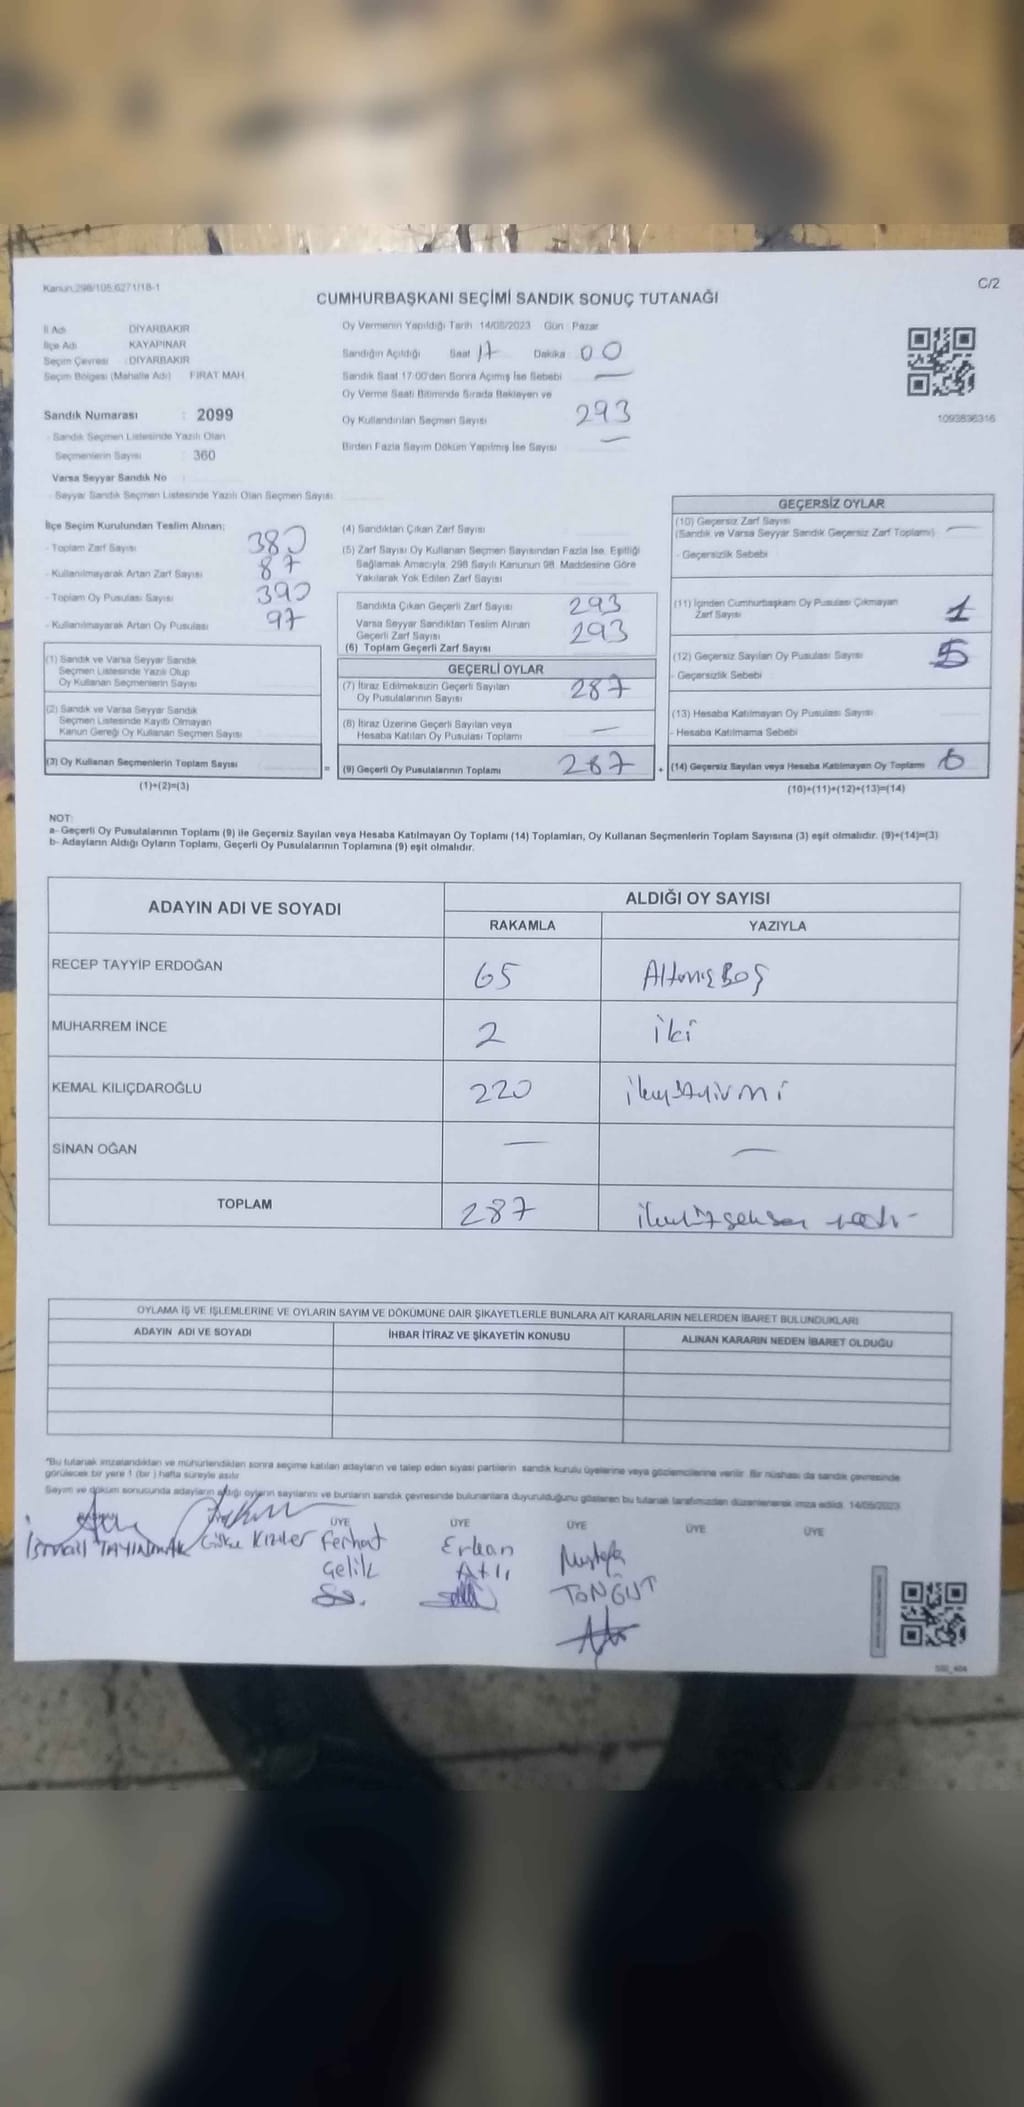 Kanun:298/105,6271/18-1
C/2
CUMHURBAŞKANI SEÇİMİ SANDIK SONUÇ TUTANAĞI
İl Adı DİYARBAKIR
İlçe Adı KAYAPINAR
Seçim Çevresi : DİYARBAKIR
Seçim Bölgesi (Mahalle Adı) FIRAT MAH
Sandık Numarası : 2099
- Sandık Seçmen Listesinde Yazılı Olan
Seçmenlerin Sayısı : 360
Varsa Seyyar Sandık No
- Seyyar Sandık Seçmen Listesinde Yazılı Olan Seçmen Sayısı
Oy Vermenin Yapıldığı Tarih 14/05/2023 Gün : Pazar
Sandığın Açıldığı Saat 17 Dakika 00
Sandık Saat 17:00'den Sonra Açımış İse Sebebi —
Oy Verme Saati Bitiminde Sırada Bekleyen ve
Oy Kullandırılan Seçmen Sayısı 293
Birden Fazla Sayım Döküm Yapılmış İse Sayısı —
1093836316
İlçe Seçim Kurulundan Teslim Alınan;
- Toplam Zarf Sayısı 380
- Kullanılmayarak Artan Zarf Sayısı 87
- Toplam Oy Pusulası Sayısı 390
- Kullanılmayarak Artan Oy Pusulası 97
(1) Sandık ve Varsa Seyyar Sandık
Seçmen Listesinde Yazılı Olup
Oy Kullanan Seçmenlerin Sayısı
(2) Sandık ve Varsa Seyyar Sandık
Seçmen Listesinde Kayıtlı Olmayan
Kanun Gereği Oy Kullanan Seçmen Sayısı
(3) Oy Kullanan Seçmenlerin Toplam Sayısı
(1)+(2)=(3)
(4) Sandıktan Çıkan Zarf Sayısı
(5) Zarf Sayısı Oy Kullanan Seçmen Sayısından Fazla İse, Eşitliği
Sağlamak Amacıyla, 298 Sayılı Kanunun 98. Maddesine Göre
Yakılarak Yok Edilen Zarf Sayısı
Sandıkta Çıkan Geçerli Zarf Sayısı 293
Varsa Seyyar Sandıktan Teslim Alınan
Geçerli Zarf Sayısı 293
(6) Toplam Geçerli Zarf Sayısı
GEÇERLİ OYLAR
(7) İtiraz Edilmeksizin Geçerli Sayılan
Oy Pusulalarının Sayısı 287
(8) İtiraz Üzerine Geçerli Sayılan veya
Hesaba Katılan Oy Pusulası Toplamı —
= (9) Geçerli Oy Pusulalarının Toplamı 287
GEÇERSİZ OYLAR
(10) Geçersiz Zarf Sayısı
(Sandık ve Varsa Seyyar Sandık Geçersiz Zarf Toplamı) —
- Geçersizlik Sebebi
(11) İçinden Cumhurbaşkanı Oy Pusulası Çıkmayan
Zarf Sayısı 1
(12) Geçersiz Sayılan Oy Pusulası Sayısı 5
- Geçersizlik Sebebi
(13) Hesaba Katılmayan Oy Pusulası Sayısı
- Hesaba Katılmama Sebebi
+ (14) Geçersiz Sayılan veya Hesaba Katılmayan Oy Toplamı 6
(10)+(11)+(12)+(13)=(14)
NOT:
a- Geçerli Oy Pusulalarının Toplamı (9) ile Geçersiz Sayılan veya Hesaba Katılmayan Oy Toplamı (14) Toplamları, Oy Kullanan Seçmenlerin Toplam Sayısına (3) eşit olmalıdır. (9)+(14)=(3)
b- Adayların Aldığı Oyların Toplamı, Geçerli Oy Pusulalarının Toplamına (9) eşit olmalıdır.
ADAYIN ADI VE SOYADI
ALDIĞI OY SAYISI
RAKAMLA YAZIYLA
RECEP TAYYİP ERDOĞAN 65 Altmış Beş
MUHARREM İNCE 2 iki
KEMAL KILIÇDAROĞLU 220 ikiyüzyirmi
SİNAN OĞAN — —
TOPLAM 287 ikiyüzseksen yedi
OYLAMA İŞ VE İŞLEMLERİNE VE OYLARIN SAYIM VE DÖKÜMÜNE DAİR ŞİKAYETLERLE BUNLARA AİT KARARLARIN NELERDEN İBARET BULUNDUKLARI
ADAYIN ADI VE SOYADI İHBAR İTİRAZ VE ŞİKAYETİN KONUSU ALINAN KARARIN NEDEN İBARET OLDUĞU
*Bu tutanak imzalandıktan ve mühürlendikten sonra seçime katılan adayların ve talep eden siyasi partilerin sandık kurulu üyelerine veya gözlemcilerine verilir. Bir nüshası da sandık çevresinde
görülecek bir yere 1 (bir ) hafta süreyle asılır
Sayım ve döküm sonucunda adayların aldığı oyların sayılarını ve bunların sandık çevresinde bulunanlara duyurulduğunu gösteren bu tutanak tarafımızdan düzenlenerek imza edildi. 14/05/2023
ÜYE ÜYE ÜYE ÜYE ÜYE
İsmail TAYINMAK Kızıler Ferhat Erkan Mustafa
Çelik Atlı TONĞUT